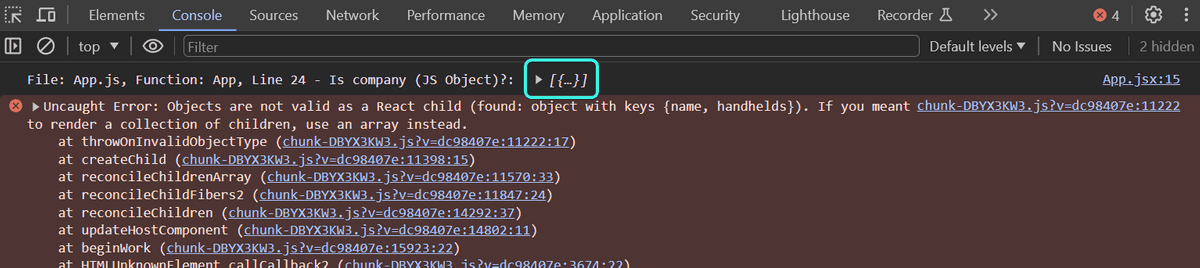 Elements Console Sources Network Performance Memory Application Security Lighthouse Recorder 4
top Filter Default levels No Issues 2 hidden
File: App.js, Function: App, Line 24 - Is company (JS Object)?: [{…}] App.jsx:15
Uncaught Error: Objects are not valid as a React child (found: object with keys {name, handhelds}). If you meant chunk-DBYX3KW3.js?v=dc98407e:11222
to render a collection of children, use an array instead.
at throwOnInvalidObjectType (chunk-DBYX3KW3.js?v=dc98407e:11222:17)
at createChild (chunk-DBYX3KW3.js?v=dc98407e:11398:15)
at reconcileChildrenArray (chunk-DBYX3KW3.js?v=dc98407e:11570:33)
at reconcileChildFibers2 (chunk-DBYX3KW3.js?v=dc98407e:11847:24)
at reconcileChildren (chunk-DBYX3KW3.js?v=dc98407e:14292:37)
at updateHostComponent (chunk-DBYX3KW3.js?v=dc98407e:14802:11)
at beginWork (chunk-DBYX3KW3.js?v=dc98407e:15923:22)
at HTMLUnknownElement.callCallback2 (chunk-DBYX3KW3.js?v=dc98407e:3674:22)